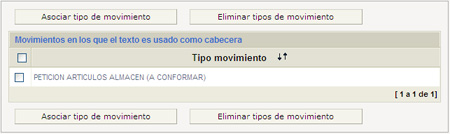 Asociar tipo de movimiento Eliminar tipos de movimiento
Movimientos en los que el texto es usado como cabecera
Tipo movimiento
PETICION ARTICULOS ALMACEN (A CONFORMAR)
[ 1 a 1 de 1]
Asociar tipo de movimiento Eliminar tipos de movimiento